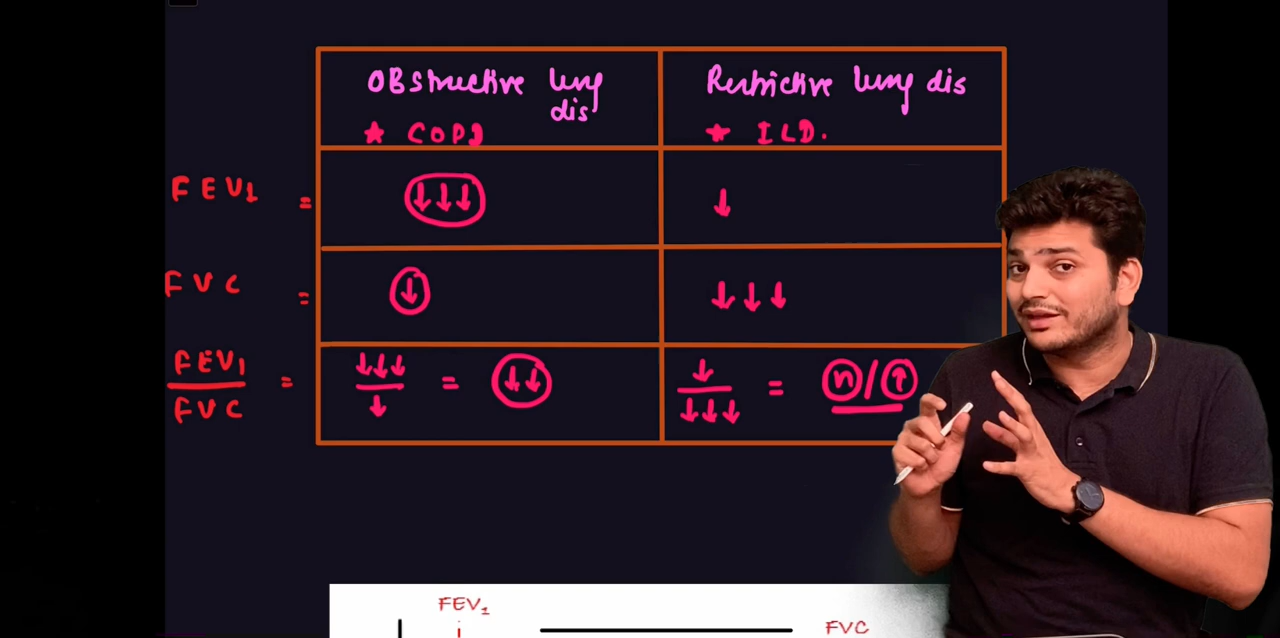 OBstructive lung dis
★ COPD
Restrictive lung dis
★ ILD.
FEV1 = ↓↓↓ ↓
FVC = ↓ ↓↓↓
FEV1/FVC = ↓↓↓/↓ = ↓↓ ↓/↓↓↓ = n/↑
FEV1
FVC